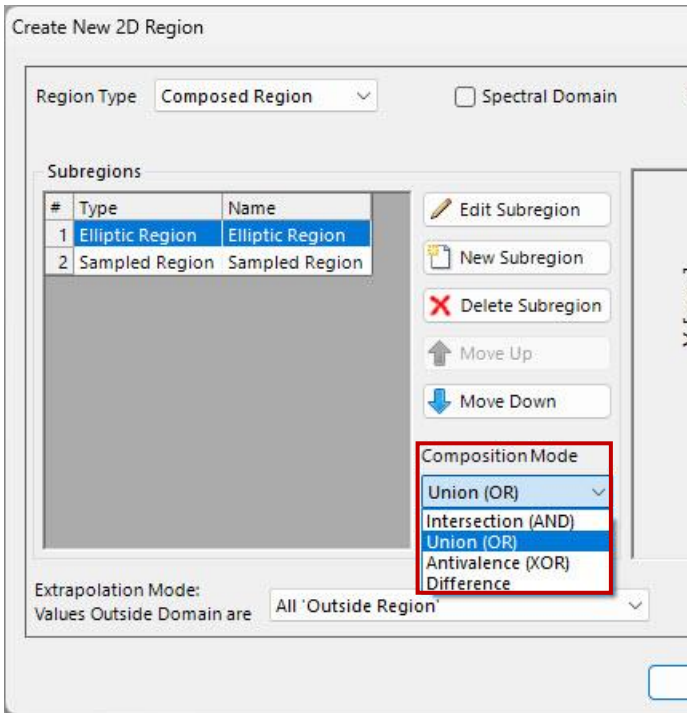 Create New 2D Region
Region Type Composed Region Spectral Domain
Subregions
# Type Name
1 Elliptic Region Elliptic Region
2 Sampled Region Sampled Region
Edit Subregion
New Subregion
Delete Subregion
Move Up
Move Down
Composition Mode
Union (OR)
Intersection (AND)
Union (OR)
Antivalence (XOR)
Difference
Extrapolation Mode:
Values Outside Domain are All 'Outside Region'